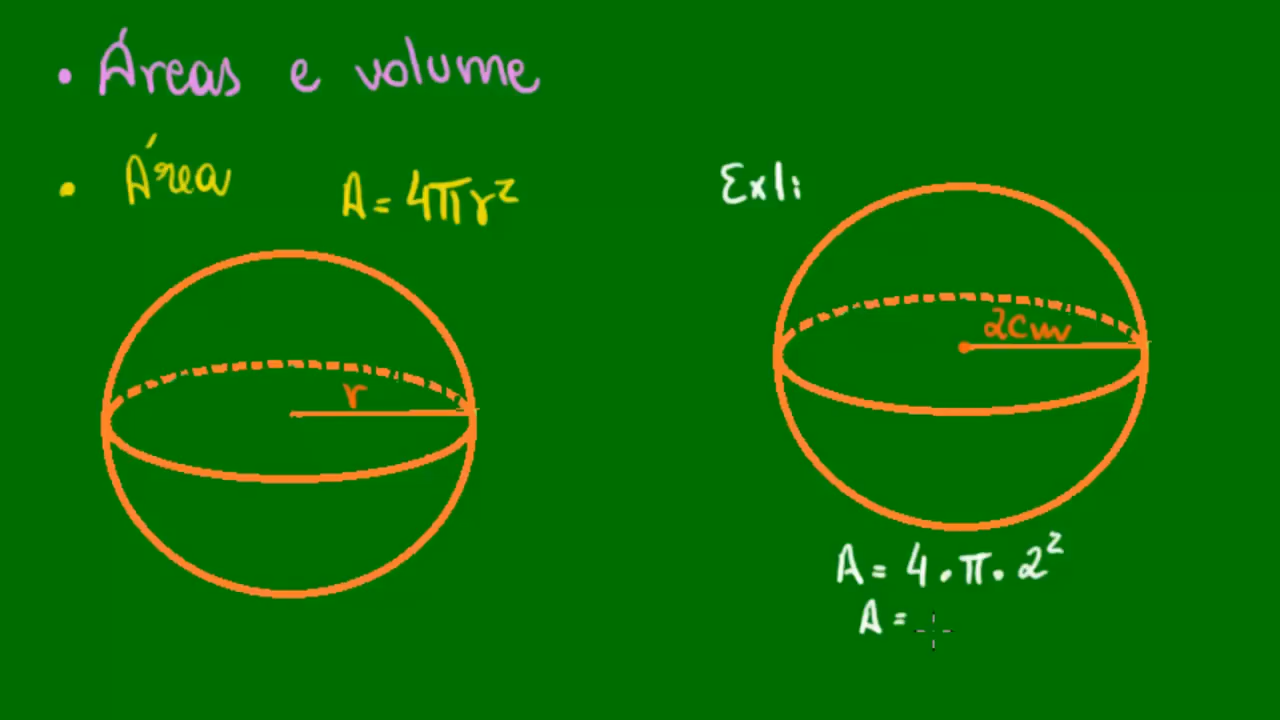 • Áreas e volume
• Área A = 4πr²
r
Ex1:
2cm
A = 4 . π . 2²
A =